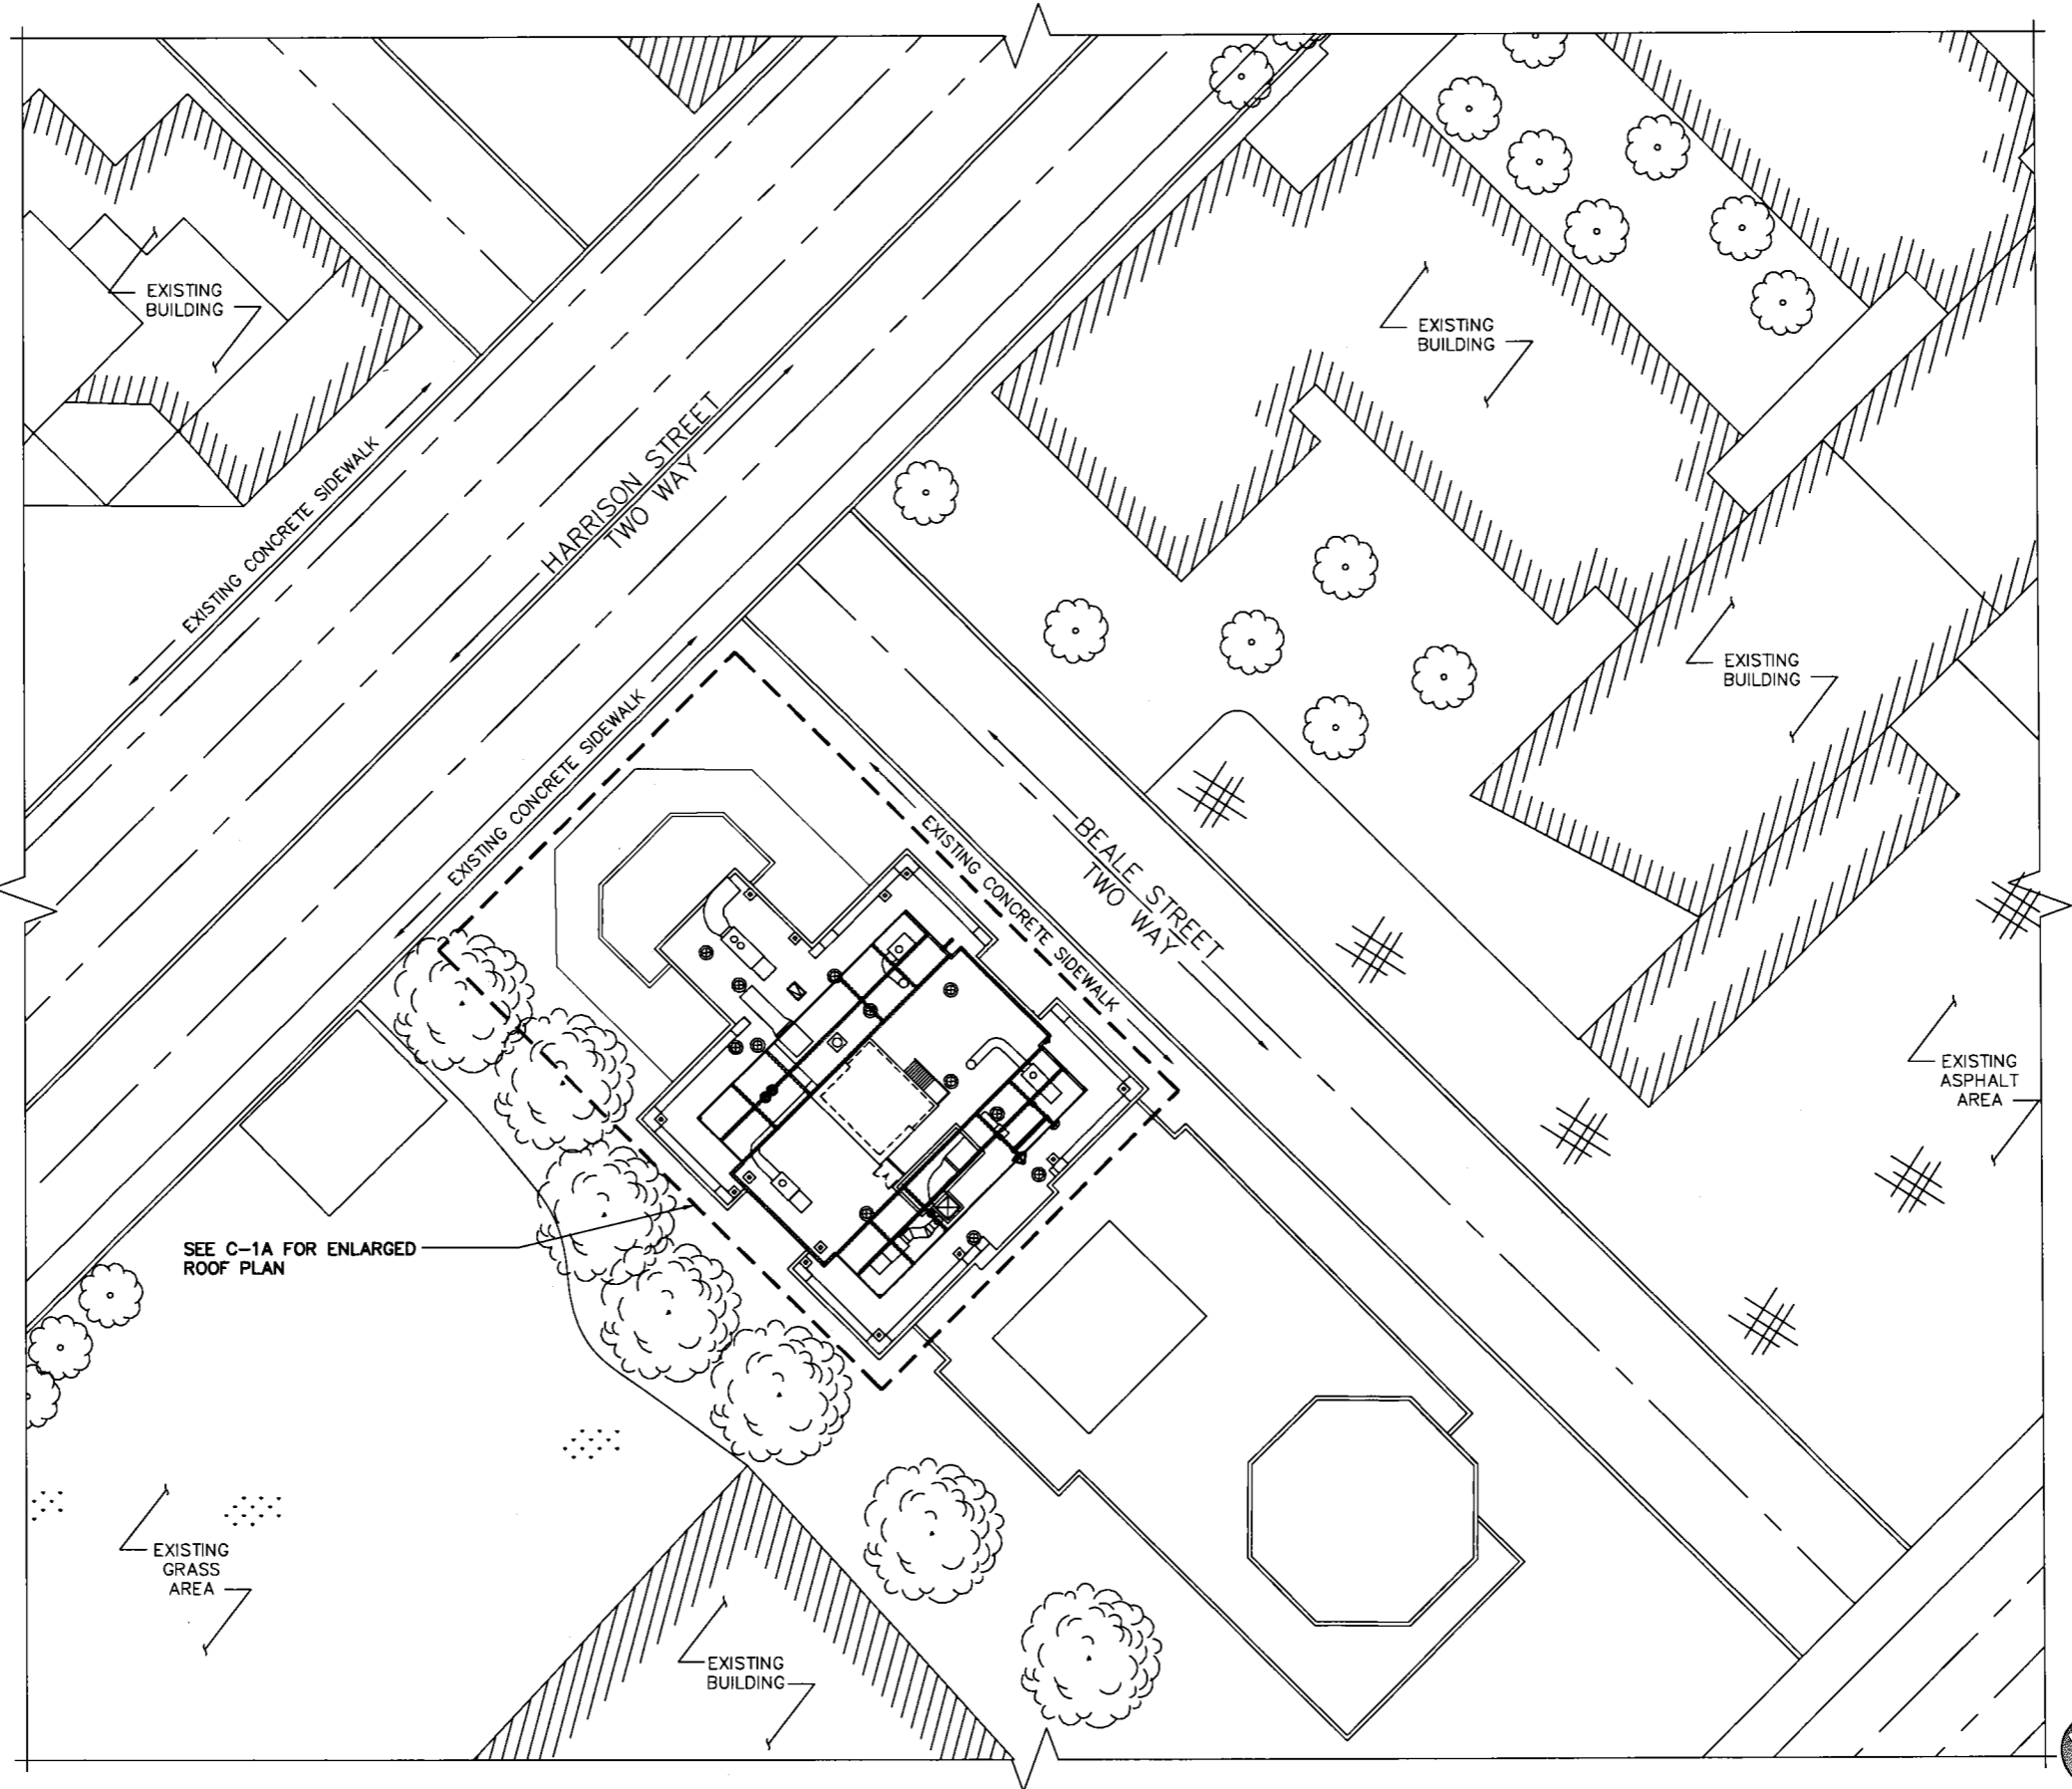 EXISTING
BUILDING
EXISTING
BUILDING
EXISTING CONCRETE SIDEWALK
HARRISON STREET
TWO WAY
EXISTING
BUILDING
EXISTING CONCRETE SIDEWALK
EXISTING CONCRETE SIDEWALK
BEALE STREET
TWO WAY
EXISTING
ASPHALT
AREA
SEE C-1A FOR ENLARGED
ROOF PLAN
EXISTING
GRASS
AREA
EXISTING
BUILDING